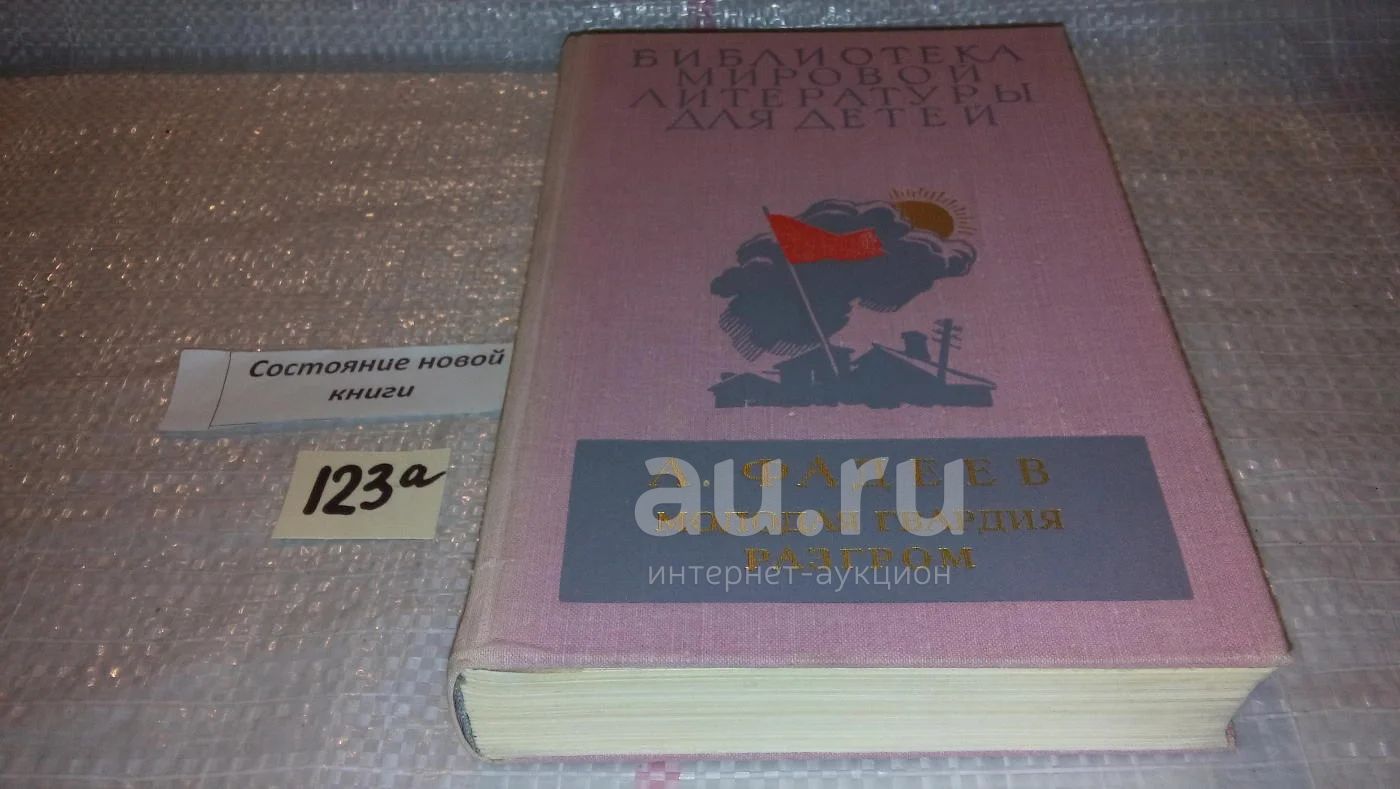 БИБЛИОТЕКА
МИРОВОЙ
ЛИТЕРАТУРЫ
ДЛЯ ДЕТЕЙ
Состояние новой
книги
123а
А. ФАДЕЕВ
МОЛОДАЯ ГВАРДИЯ
РАЗГРОМ
au.ru
интернет-аукцион